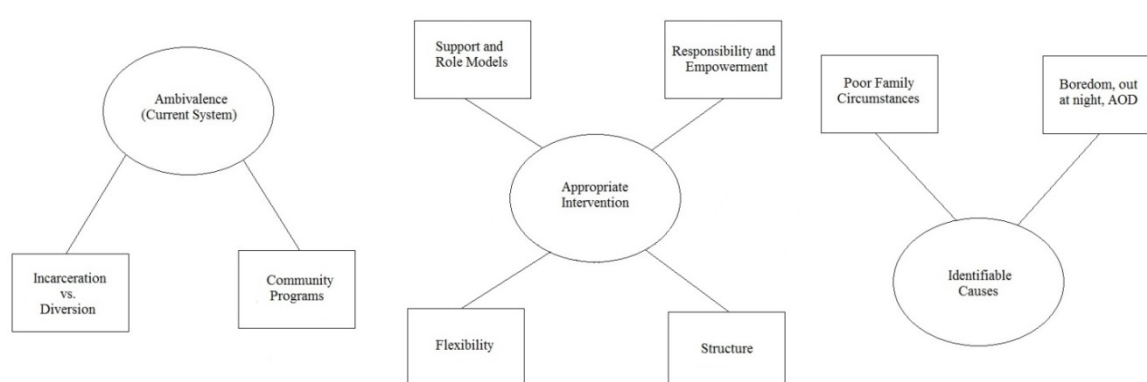 Ambivalence
(Current System)
Incarceration
vs.
Diversion
Community
Programs
Support and
Role Models
Responsibility and
Empowerment
Appropriate
Intervention
Flexibility
Structure
Poor Family
Circumstances
Boredom, out
at night, AOD
Identifiable
Causes